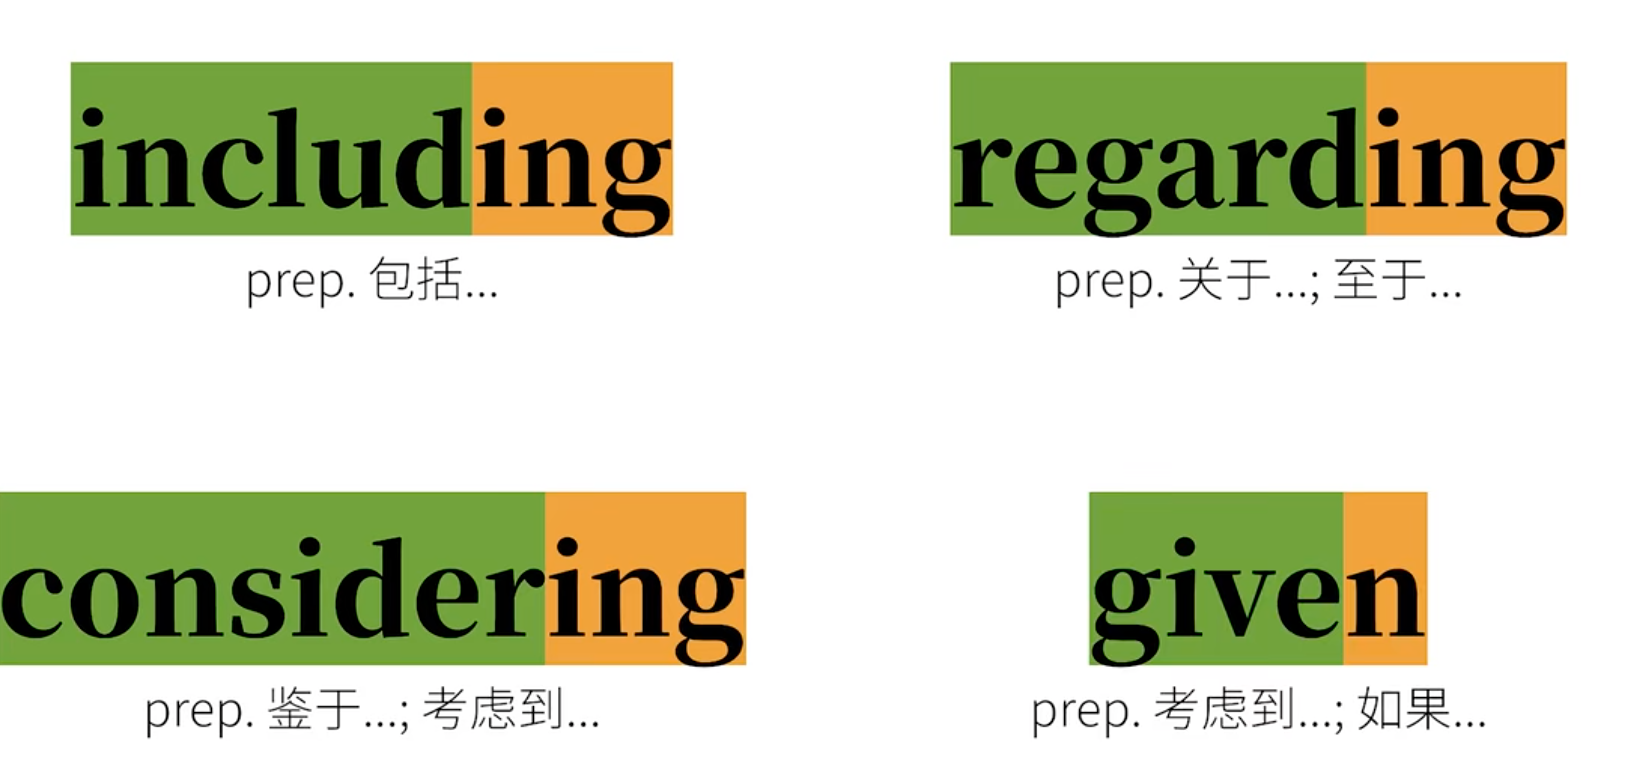 including
regarding
prep. 包括...
prep. 关于...; 至于...
considering
given
prep. 鉴于...; 考虑到...
prep. 考虑到...; 如果...